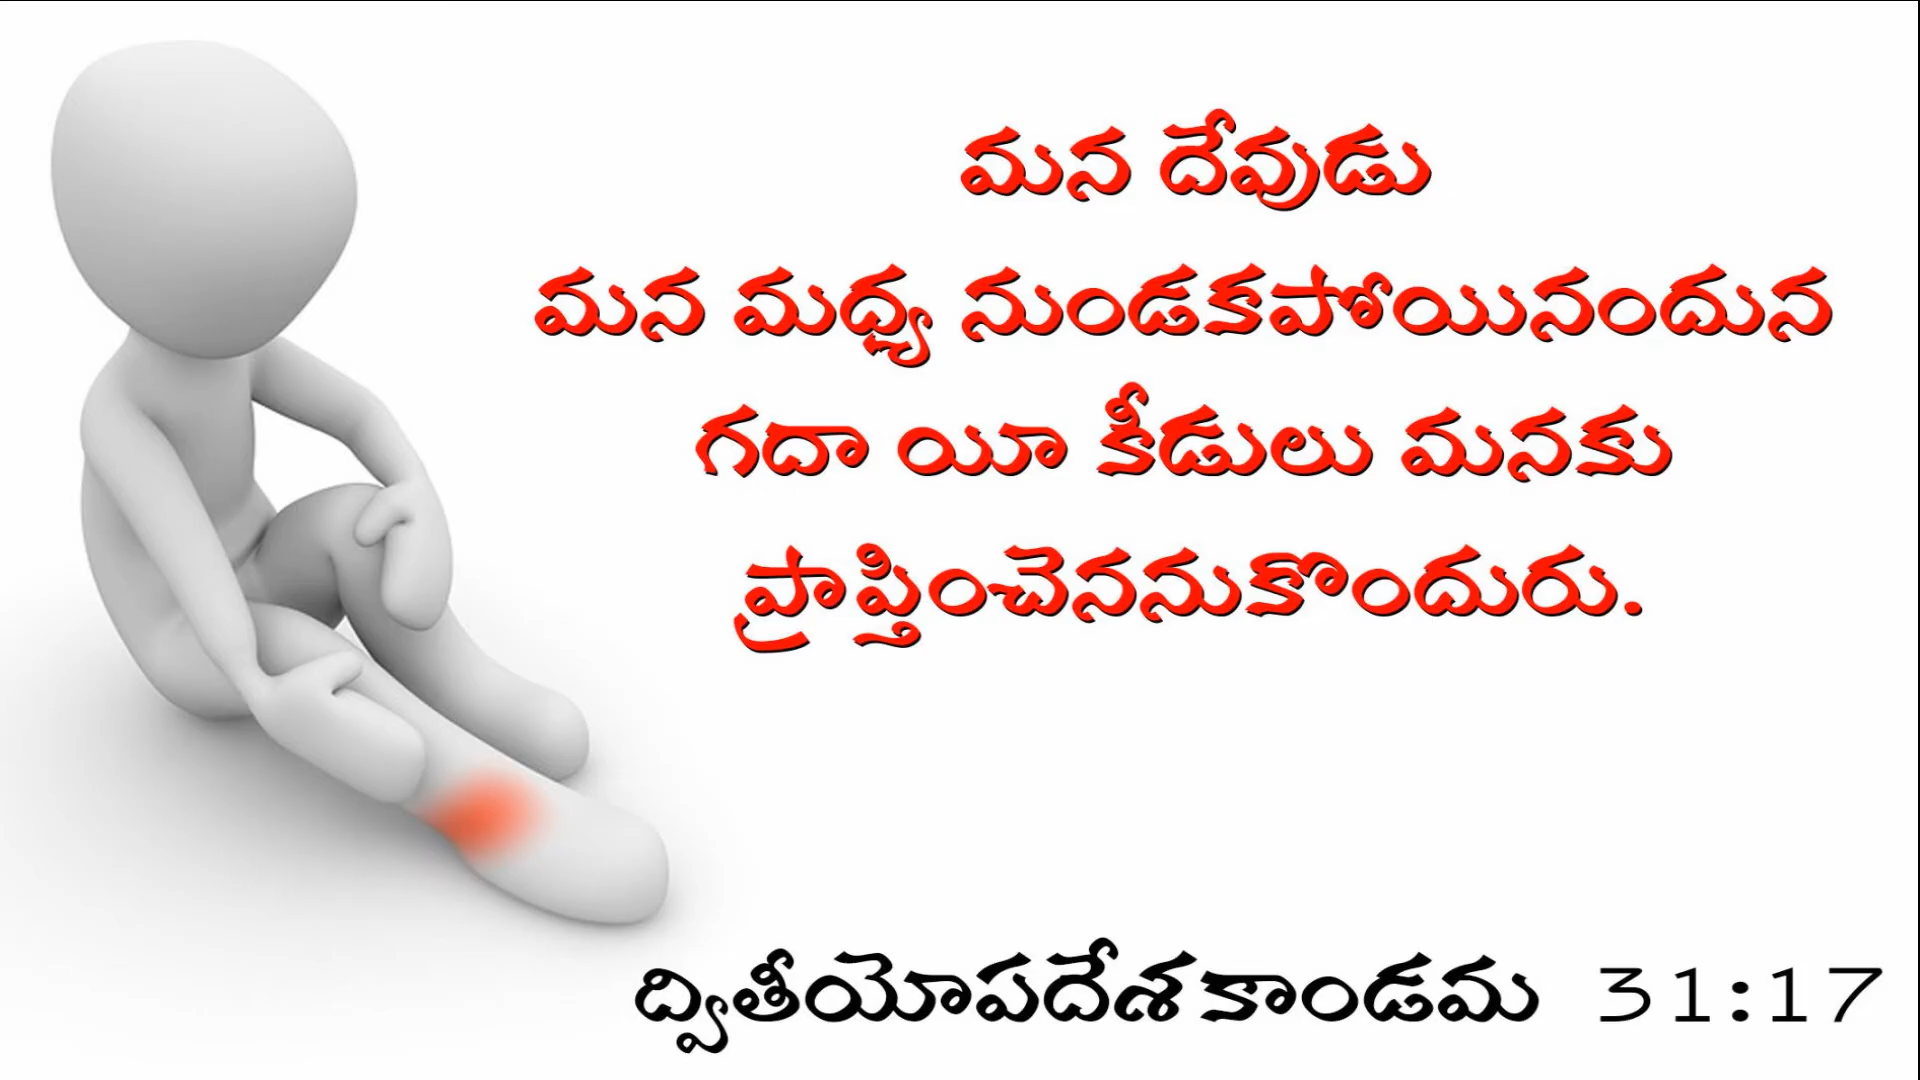 మన దేవుడు
మన మధ్య నుండకపోయినందున
గదా యీ కీడులు మనకు
ప్రాప్తించెననుకొందురు.
ద్వితీయోపదేశకాండమ 31:17